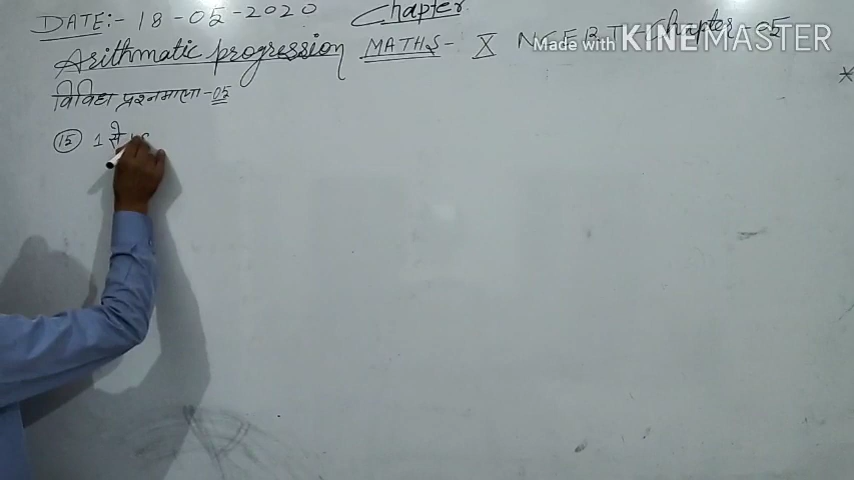 DATE:- 18-05-2020 Chapter
Arithmatic progression MATHS- X NCERT Chapter 05
Made with KINEMASTER
विविध प्रश्नमाला-05
15 1 से